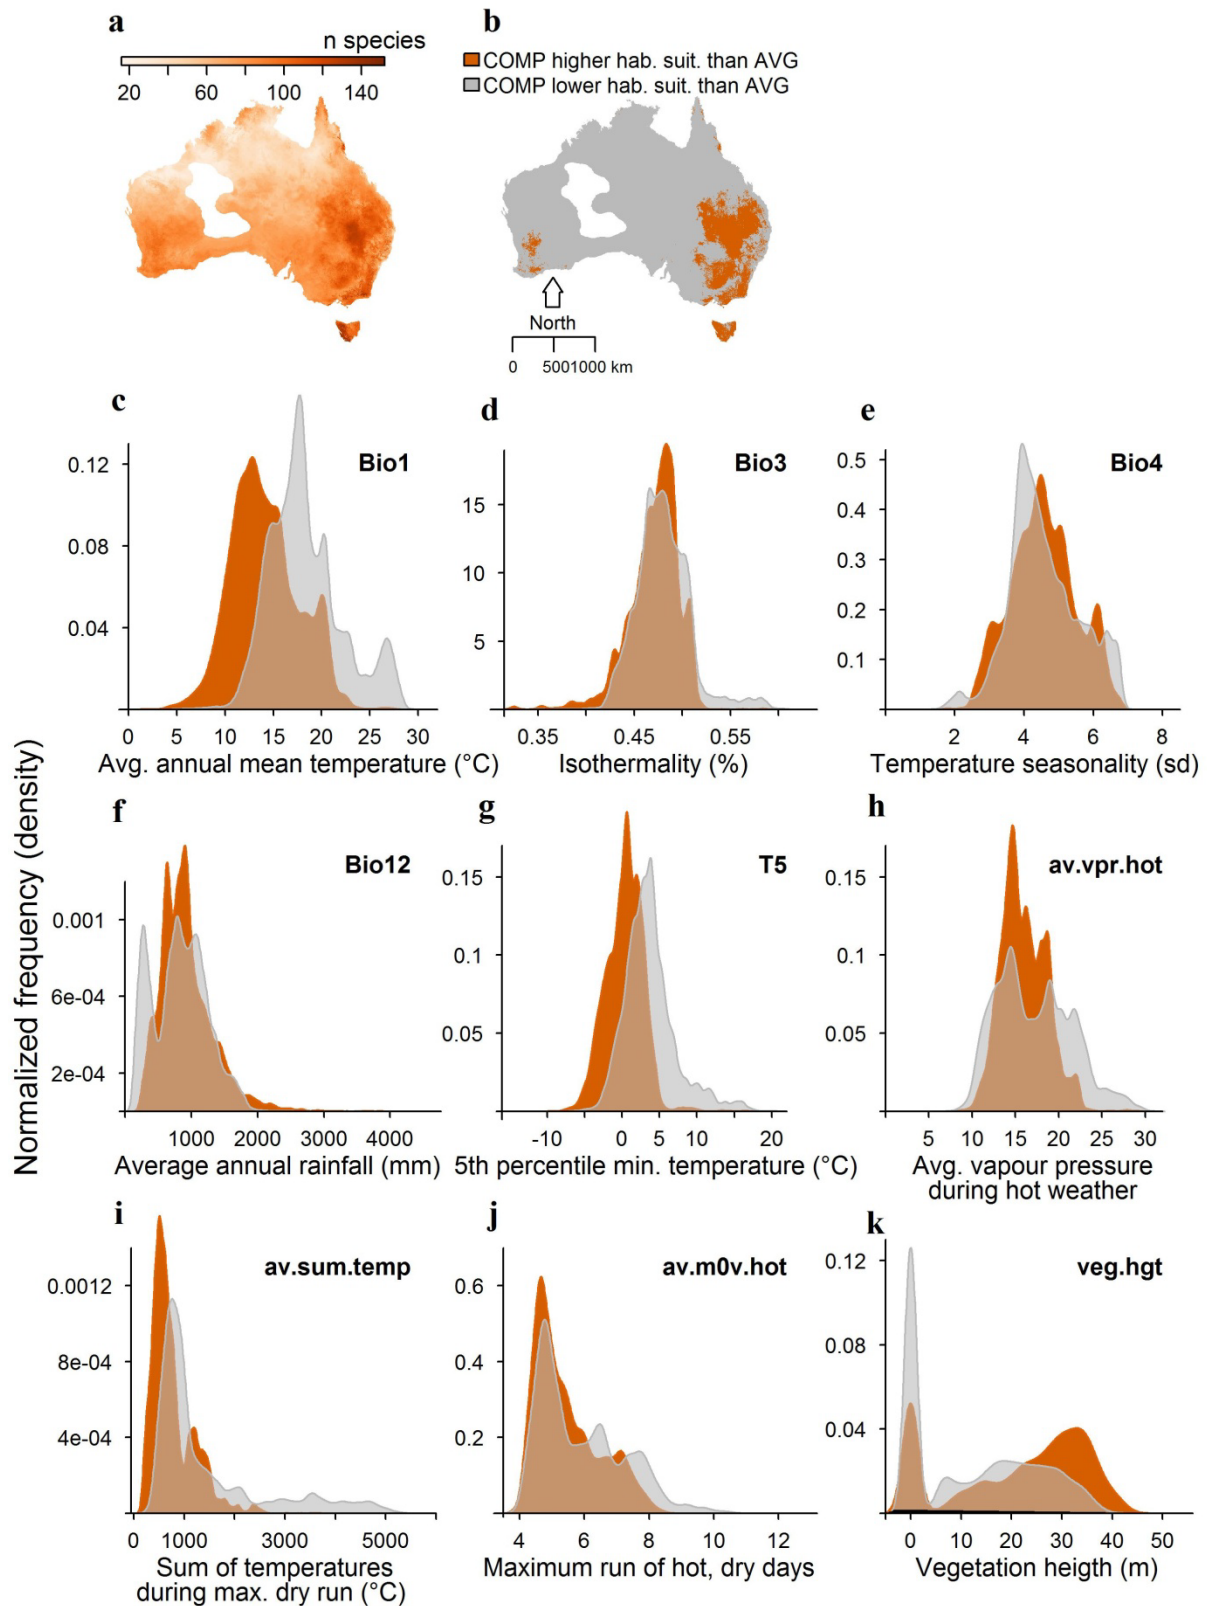 a
n species
20 60 100 140
b
COMP higher hab. suit. than AVG
COMP lower hab. suit. than AVG
North
0 5001000 km
Normalized frequency (density)
c
Bio1
0.12
0.08
0.04
0 5 10 15 20 25 30
Avg. annual mean temperature (°C)
d
Bio3
15
10
5
0.35 0.45 0.55
Isothermality (%)
e
Bio4
0.5
0.4
0.3
0.2
0.1
2 4 6 8
Temperature seasonality (sd)
f
Bio12
0.001
6e-04
2e-04
1000 2000 3000 4000
Average annual rainfall (mm)
g
T5
0.15
0.1
0.05
-10 0 5 10 20
5th percentile min. temperature (°C)
h
av.vpr.hot
0.15
0.1
0.05
5 10 15 20 25 30
Avg. vapour pressure
during hot weather
i
av.sum.temp
0.0012
8e-04
4e-04
0 1000 3000 5000
Sum of temperatures
during max. dry run (°C)
j
av.m0v.hot
0.6
0.4
0.2
4 6 8 10 12
Maximum run of hot, dry days
k
veg.hgt
0.12
0.08
0.04
0 10 20 30 40 50
Vegetation heigth (m)